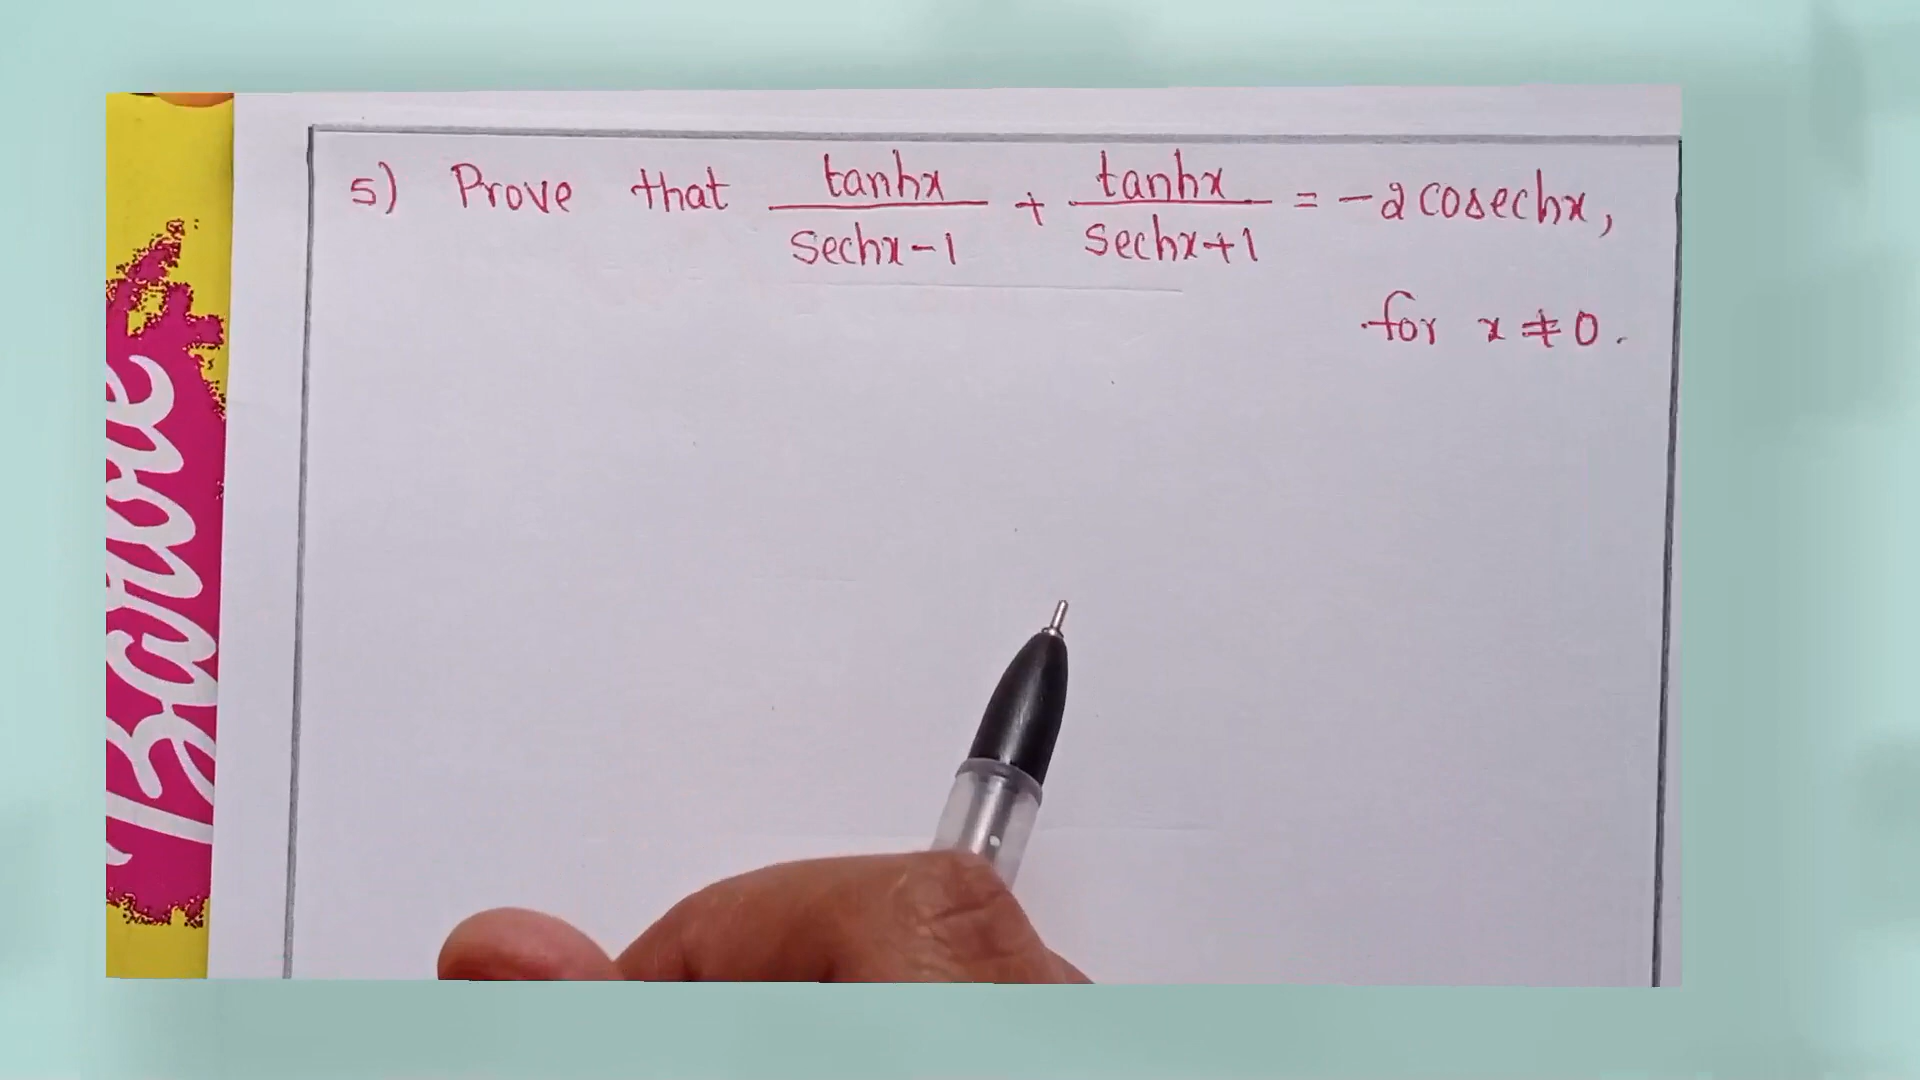 5) Prove that tanhx / sechx-1 + tanhx / sechx+1 = -2 cosechx,
for x ≠ 0.